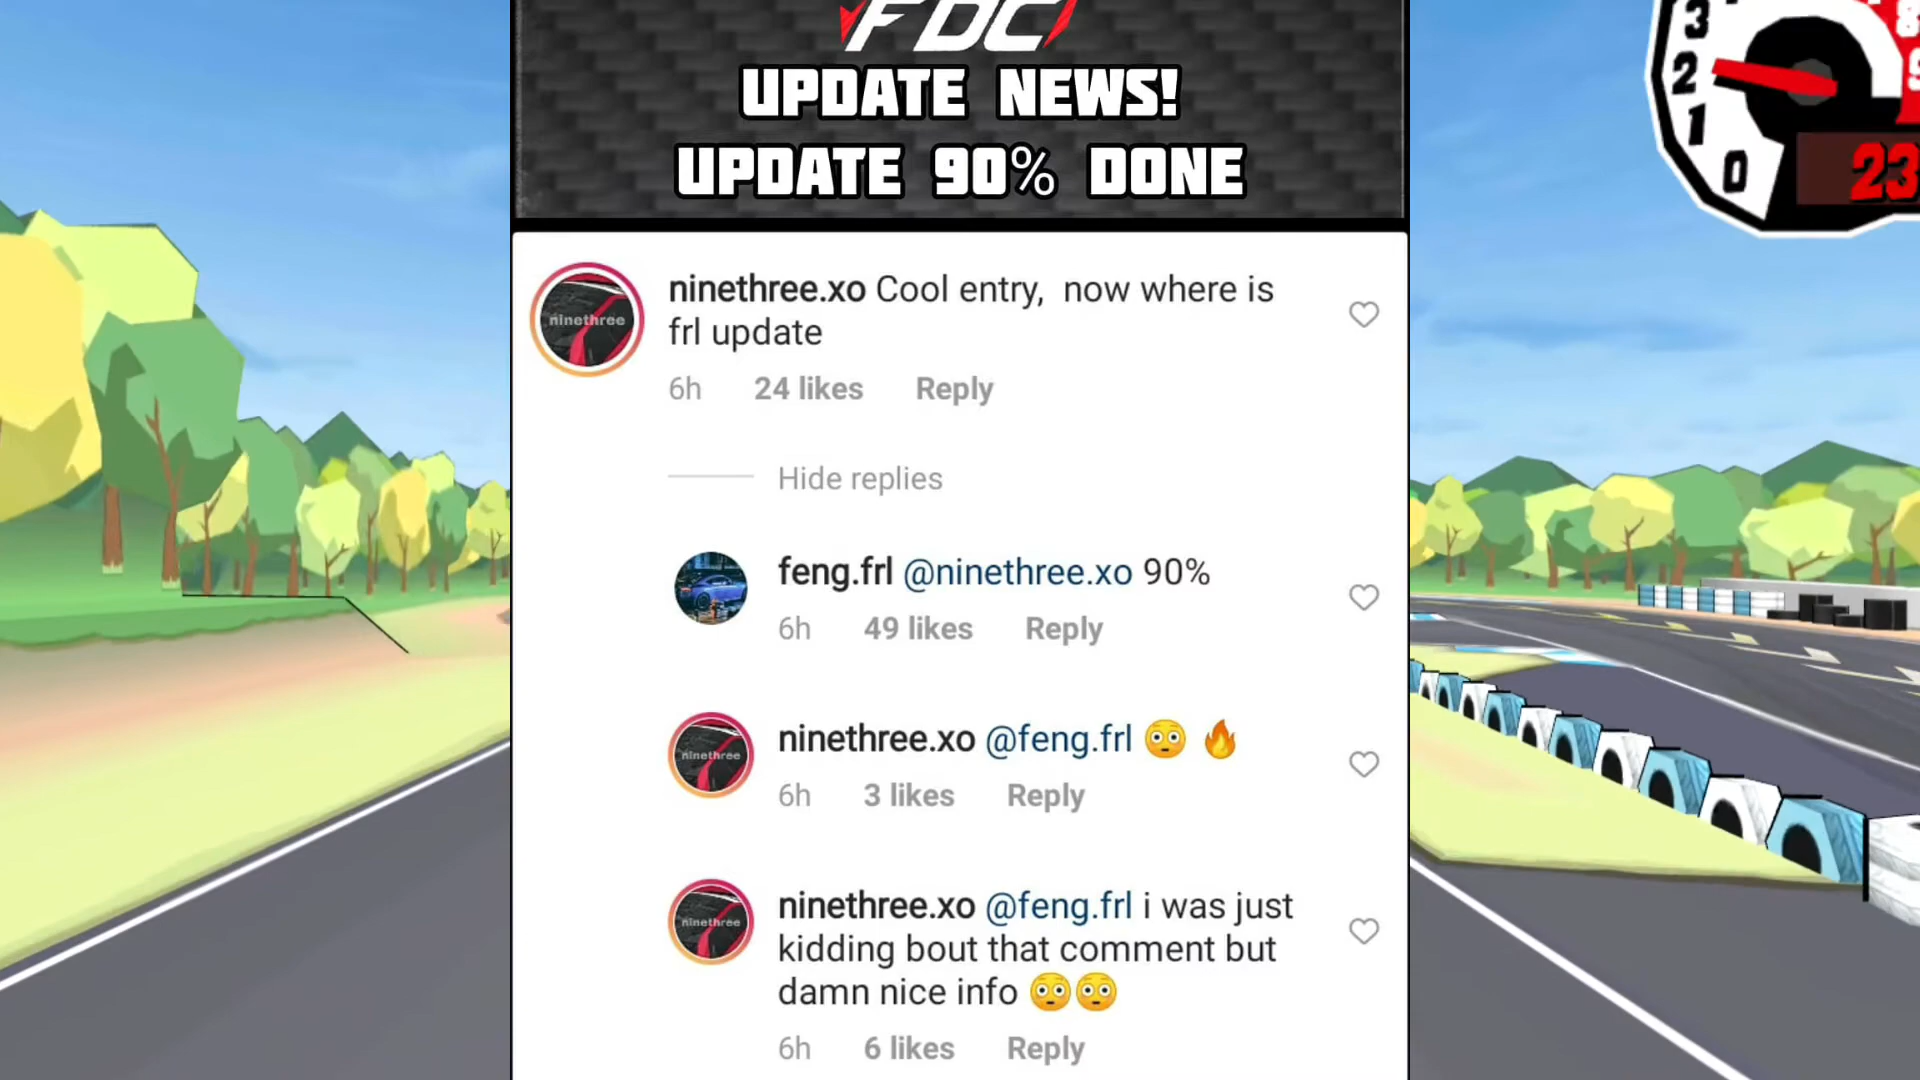 FDC
UPDATE NEWS!
UPDATE 90% DONE
ninethree
ninethree.xo Cool entry, now where is
frl update
6h 24 likes Reply
Hide replies
feng.frl @ninethree.xo 90%
6h 49 likes Reply
ninethree
ninethree.xo @feng.frl 😳 🔥
6h 3 likes Reply
ninethree
ninethree.xo @feng.frl i was just
kidding bout that comment but
damn nice info 😳😳
6h 6 likes Reply
3
2
1
0
8
9
23